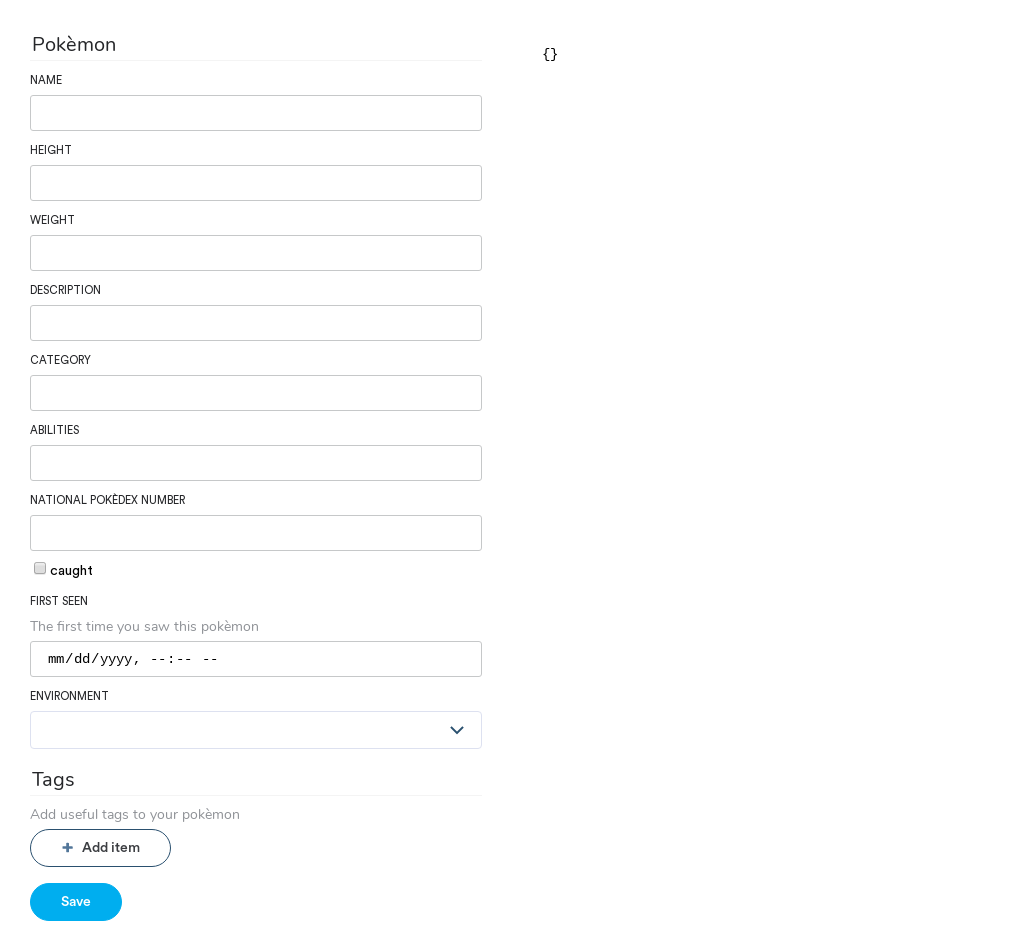 Pokèmon
{}
NAME
HEIGHT
WEIGHT
DESCRIPTION
CATEGORY
ABILITIES
NATIONAL POKÈDEX NUMBER
caught
FIRST SEEN
The first time you saw this pokèmon
mm/dd/yyyy, --:-- --
ENVIRONMENT
Tags
Add useful tags to your pokèmon
+ Add item
Save